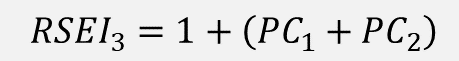 RSEI₃ = 1 + (PC₁ + PC₂)